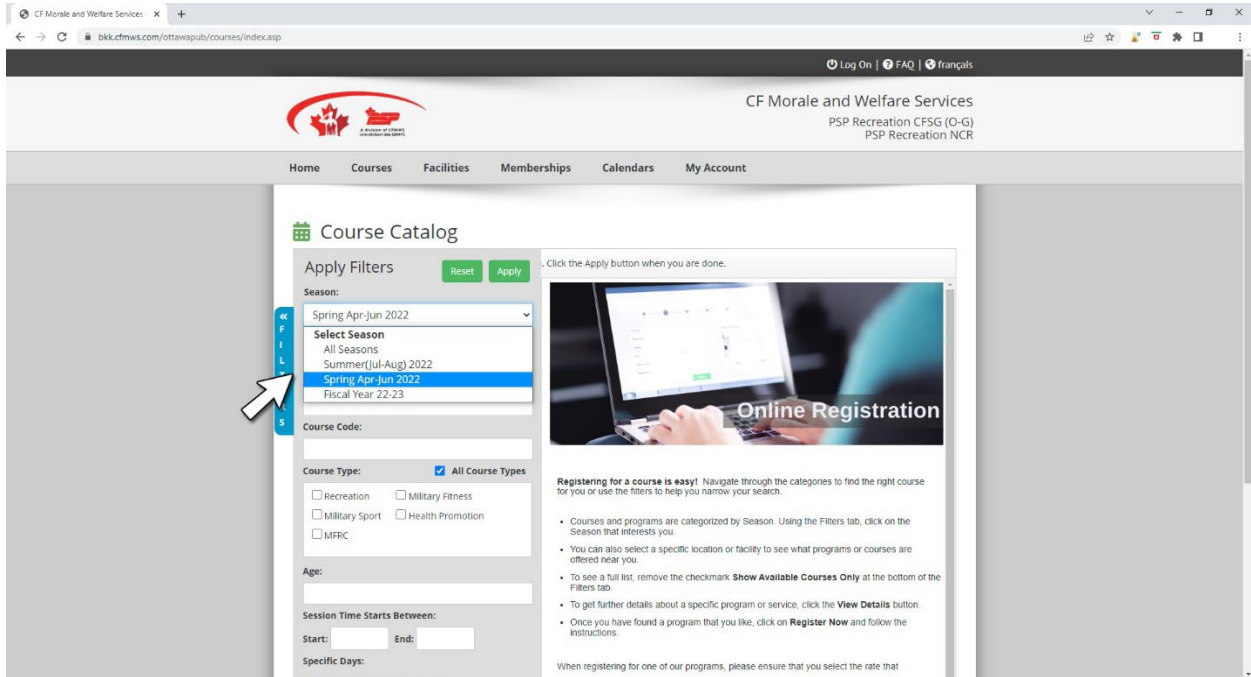 CF Morale and Welfare Services
bkk.cfmws.com/ottawapub/courses/index.asp
Log On | FAQ | français
A division of CFMWS
Une division des SBMFC
CF Morale and Welfare Services
PSP Recreation CFSG (O-G)
PSP Recreation NCR
Home Courses Facilities Memberships Calendars My Account
Course Catalog
Apply Filters Reset Apply
. Click the Apply button when you are done.
Season:
Spring Apr-Jun 2022
Select Season
All Seasons
Summer(Jul-Aug) 2022
Spring Apr-Jun 2022
Fiscal Year 22-23
Online Registration
Course Code:
Course Type: All Course Types
Recreation Military Fitness
Military Sport Health Promotion
MFRC
Age:
Session Time Starts Between:
Start: End:
Specific Days:
Registering for a course is easy! Navigate through the categories to find the right course
for you or use the filters to help you narrow your search.
• Courses and programs are categorized by Season. Using the Filters tab, click on the
Season that interests you.
• You can also select a specific location or facility to see what programs or courses are
offered near you.
• To see a full list, remove the checkmark Show Available Courses Only at the bottom of the
Filters tab.
• To get further details about a specific program or service, click the View Details button.
• Once you have found a program that you like, click on Register Now and follow the
instructions.
When registering for one of our programs, please ensure that you select the rate that